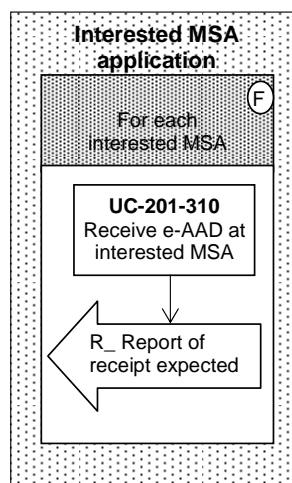 Interested MSA
application
F
For each
interested MSA
UC-201-310
Receive e-AAD at
interested MSA
R_ Report of
receipt expected